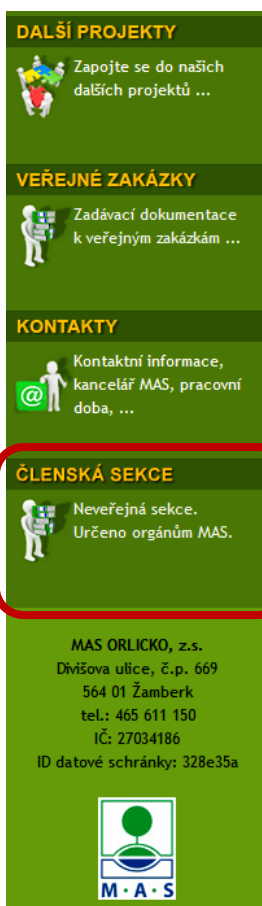 DALŠÍ PROJEKTY
Zapojte se do našich
dalších projektů ...
VEŘEJNÉ ZAKÁZKY
Zadávací dokumentace
k veřejným zakázkám ...
KONTAKTY
Kontaktní informace,
kancelář MAS, pracovní
doba, ...
@
ČLENSKÁ SEKCE
Neveřejná sekce.
Určeno orgánům MAS.
MAS ORLICKO, z.s.
Divišova ulice, č.p. 669
564 01 Žamberk
tel.: 465 611 150
IČ: 27034186
ID datové schránky: 328e35a
M·A·S